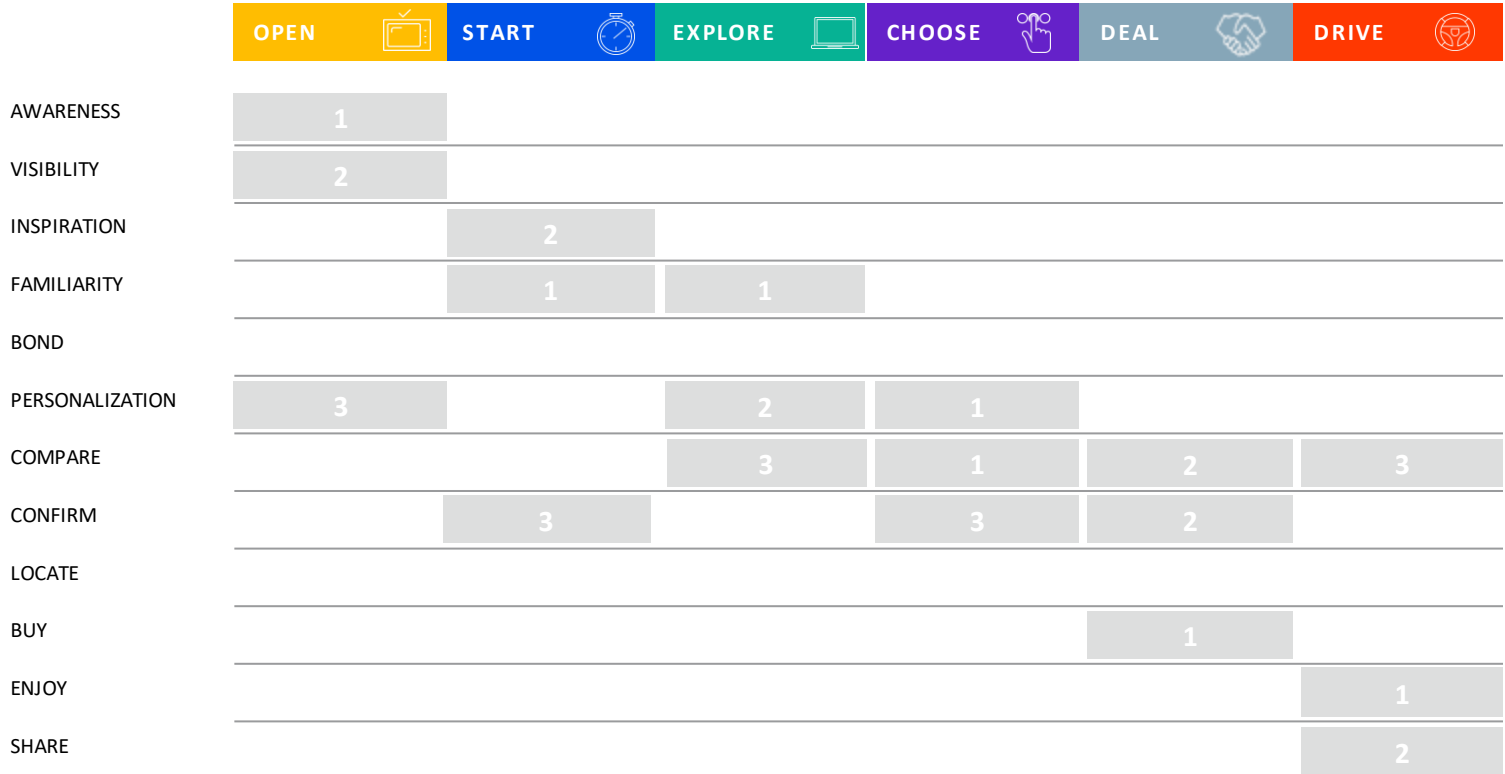 OPEN START EXPLORE CHOOSE DEAL DRIVE
AWARENESS 1
VISIBILITY 2
INSPIRATION 2
FAMILIARITY 1 1
BOND
PERSONALIZATION 3 2 1
COMPARE 3 1 2 3
CONFIRM 3 3 2
LOCATE
BUY 1
ENJOY 1
SHARE 2